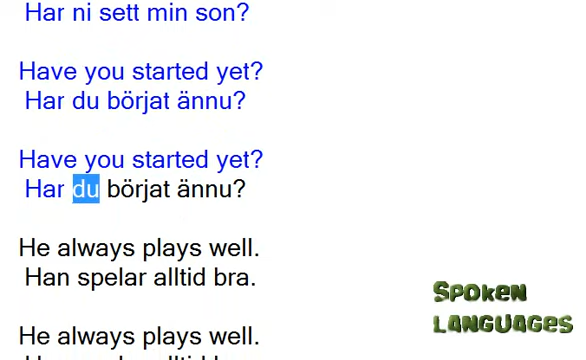 Har ni sett min son?
Have you started yet?
Har du börjat ännu?
Have you started yet?
Har du börjat ännu?
He always plays well.
Han spelar alltid bra.
He always plays well.
SPOKEN
LANGUAGES